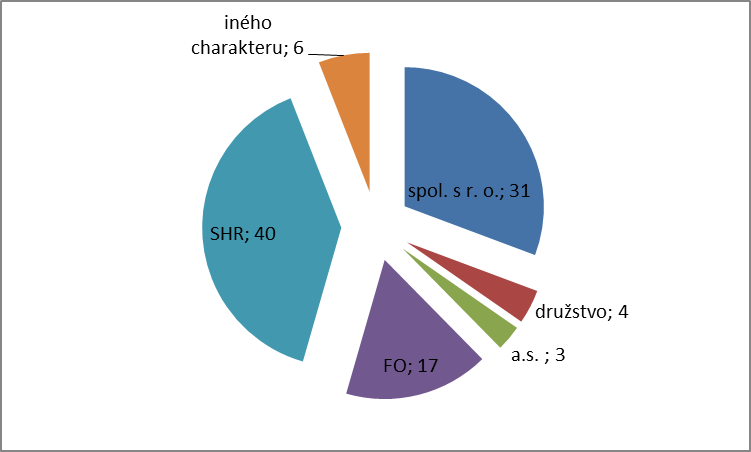 iného
charakteru; 6
spol. s r. o.; 31
SHR; 40
družstvo; 4
a.s. ; 3
FO; 17